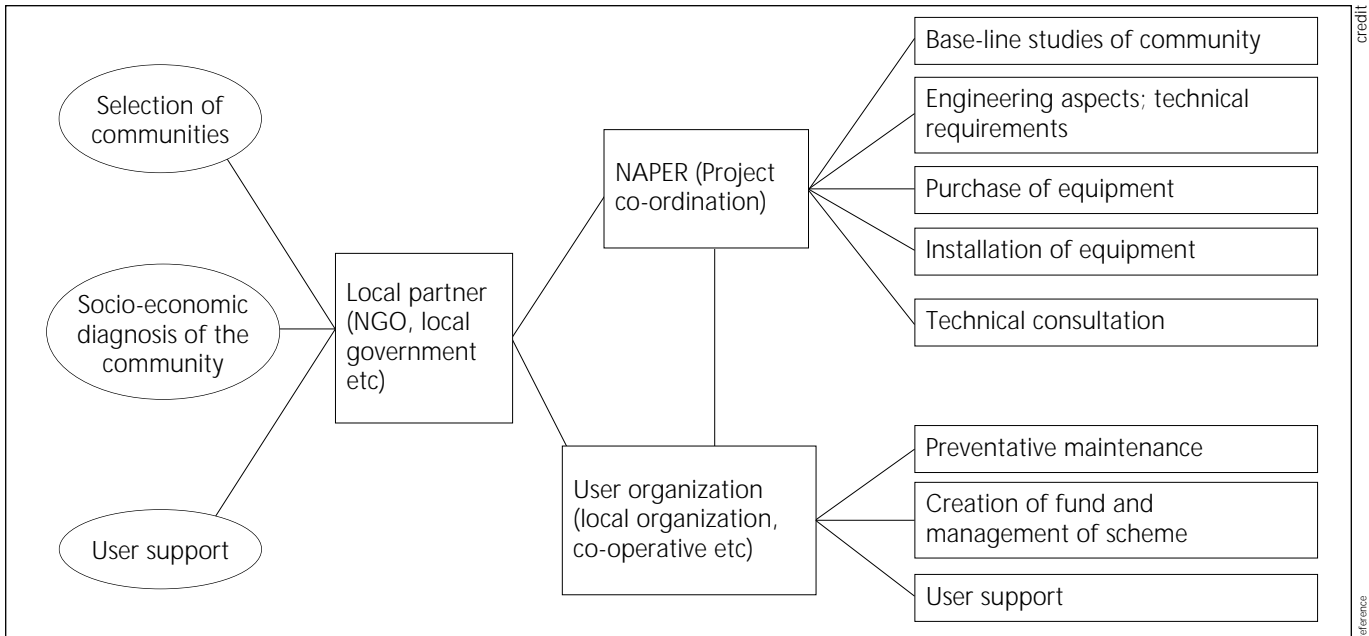 Selection of
communities
Socio-economic
diagnosis of the
community
User support
Local partner
(NGO, local
government
etc)
NAPER (Project
co-ordination)
User organization
(local organization,
co-operative etc)
Base-line studies of community
Engineering aspects; technical
requirements
Purchase of equipment
Installation of equipment
Technical consultation
Preventative maintenance
Creation of fund and
management of scheme
User support
credit